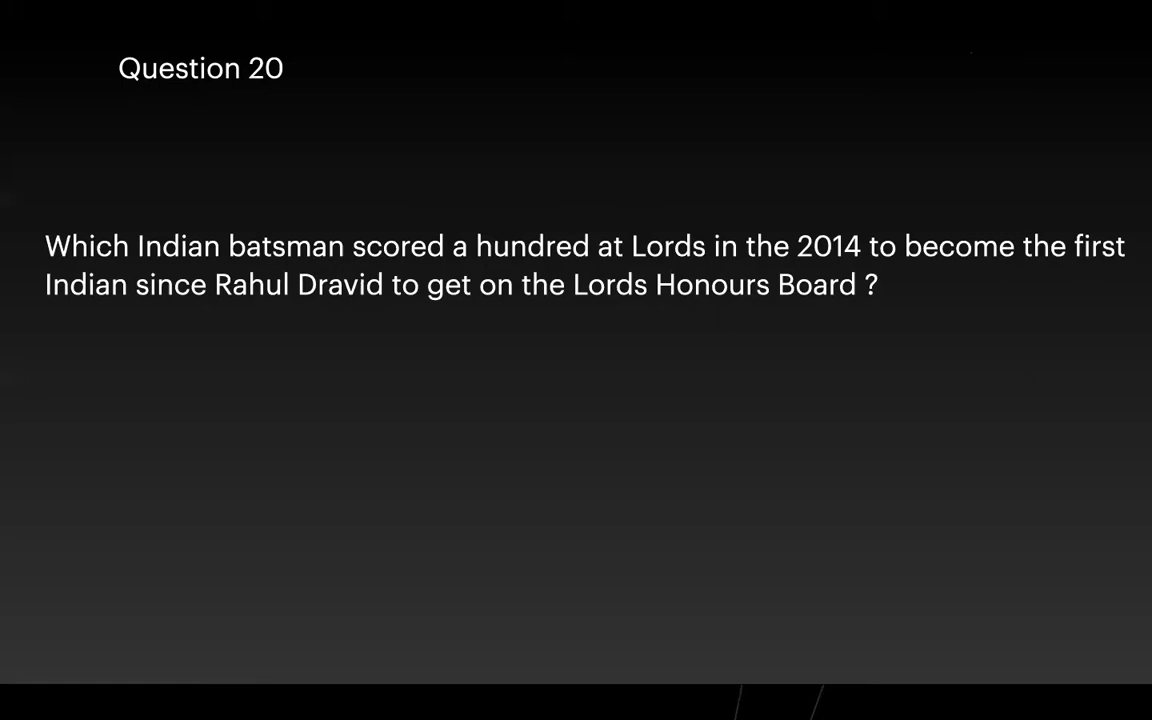 Question 20
Which Indian batsman scored a hundred at Lords in the 2014 to become the first
Indian since Rahul Dravid to get on the Lords Honours Board ?